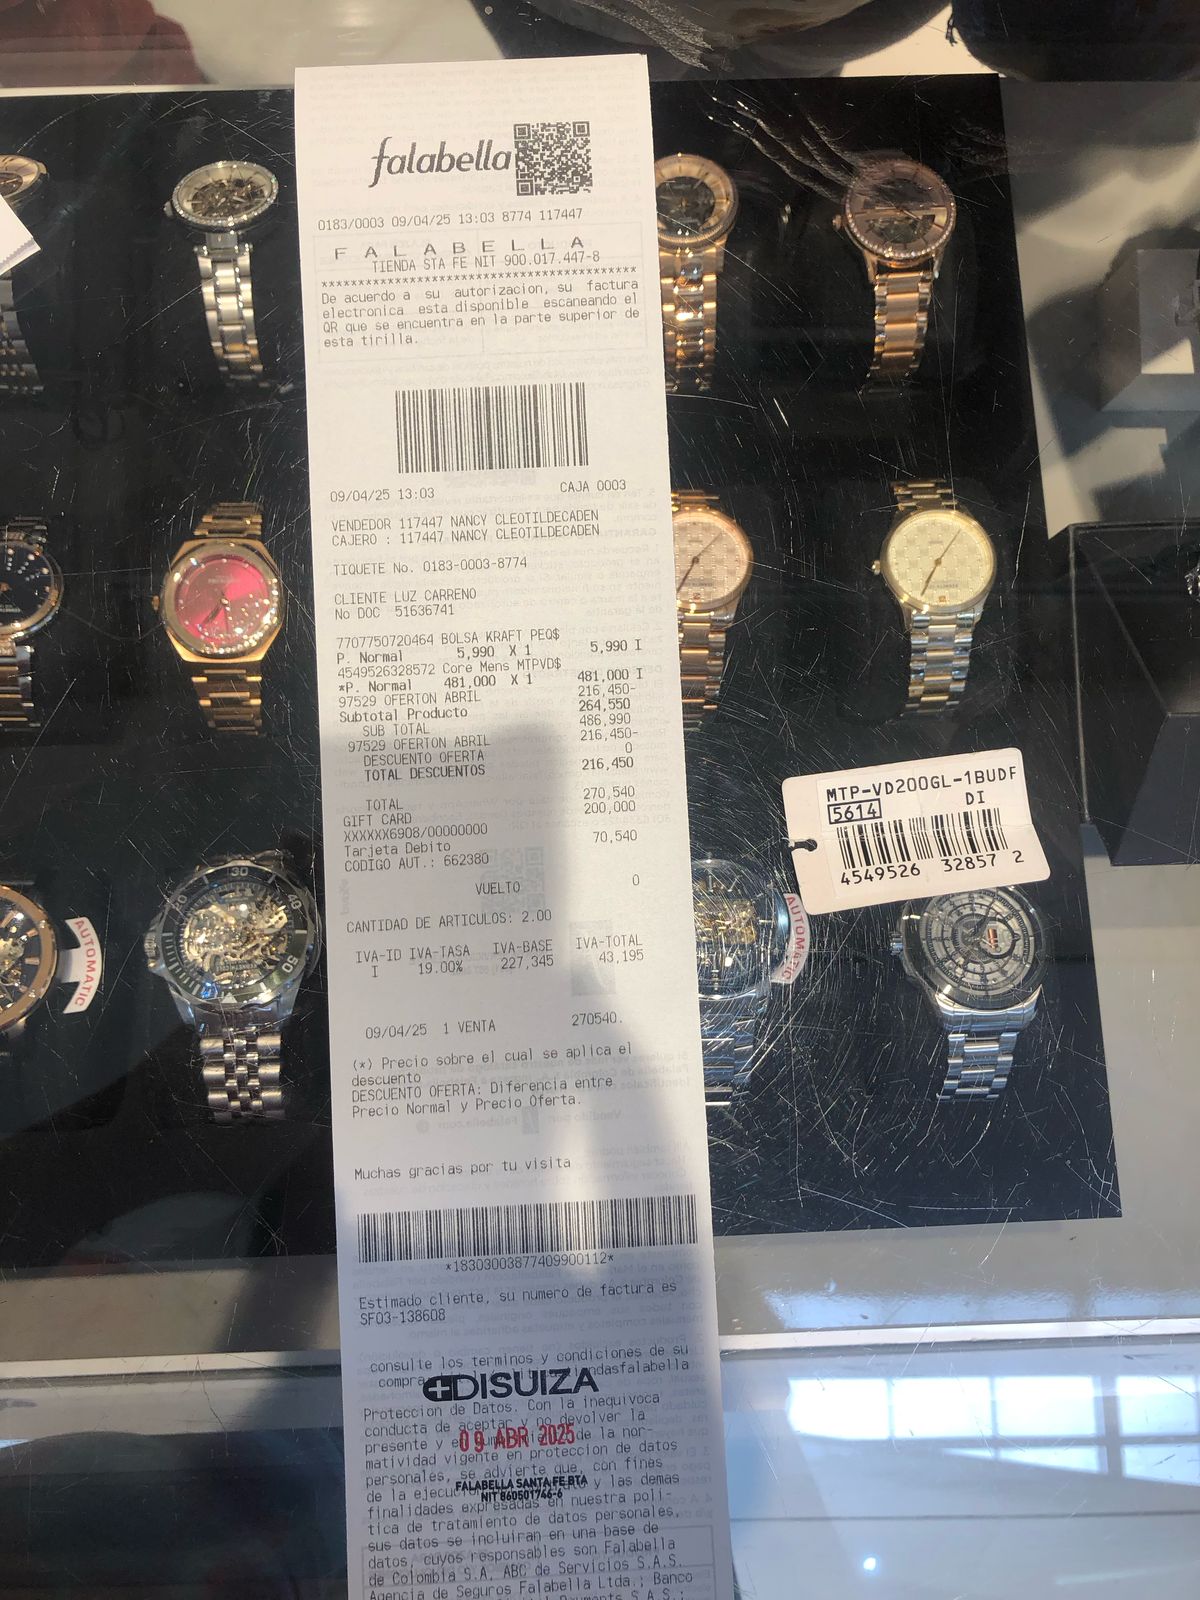 falabella
0183/0003 09/04/25 13:03 8774 117447
F A L A B E L L A
TIENDA STA FE NIT 900.017.447-8
**************************************
De acuerdo a su autorizacion, su factura
electronica esta disponible escaneando el
QR que se encuentra en la parte superior de
esta tirilla.
09/04/25 13:03 CAJA 0003
VENDEDOR 117447 NANCY CLEOTILDECADEN
CAJERO : 117447 NANCY CLEOTILDECADEN
TIQUETE No. 0183-0003-8774
CLIENTE LUZ CARRENO
No DOC 51636741
7707750720464 BOLSA KRAFT PEQ$
P. Normal 5,990 X 1 5,990 I
4549526328572 Core Mens MTPVD$
*P. Normal 481,000 X 1 481,000 I
97529 OFERTON ABRIL 216,450-
Subtotal Producto 264,550
SUB TOTAL 486,990
97529 OFERTON ABRIL 216,450-
DESCUENTO OFERTA 0
TOTAL DESCUENTOS 216,450
TOTAL 270,540
GIFT CARD 200,000
XXXXXX6908/00000000
Tarjeta Debito 70,540
CODIGO AUT.: 662380
VUELTO 0
CANTIDAD DE ARTICULOS: 2.00
IVA-ID IVA-TASA IVA-BASE IVA-TOTAL
I 19.00% 227,345 43,195
09/04/25 1 VENTA 270540.
(*) Precio sobre el cual se aplica el
descuento
DESCUENTO OFERTA: Diferencia entre
Precio Normal y Precio Oferta.
Muchas gracias por tu visita
*18303003877409900112*
Estimado cliente, su numero de factura es
SF03-138608
consulte los terminos y condiciones de su
compra
DISUIZA
Proteccion de Datos. Con la inequivoca
conducta de aceptar y no devolver la
presente y de la nor-
09 ABR 2025
matividad vigente en proteccion de datos
personales, se advierte que, con fines
de la y las demas
FALABELLA SANTA FE BTA
NIT 860501746-6
finalidades expresadas en nuestra poli-
tica de tratamiento de datos personales,
sus datos se incluiran en una base de
datos, cuyos responsables son Falabella
de Colombia S.A. ABC de Servicios S.A.S.
Agencia de Seguros Falabella Ltda.; Banco
MTP-VD200GL-1BUDF
5614 DI
4549526 32857 2
AUTOMATIC
AUTOMATIC